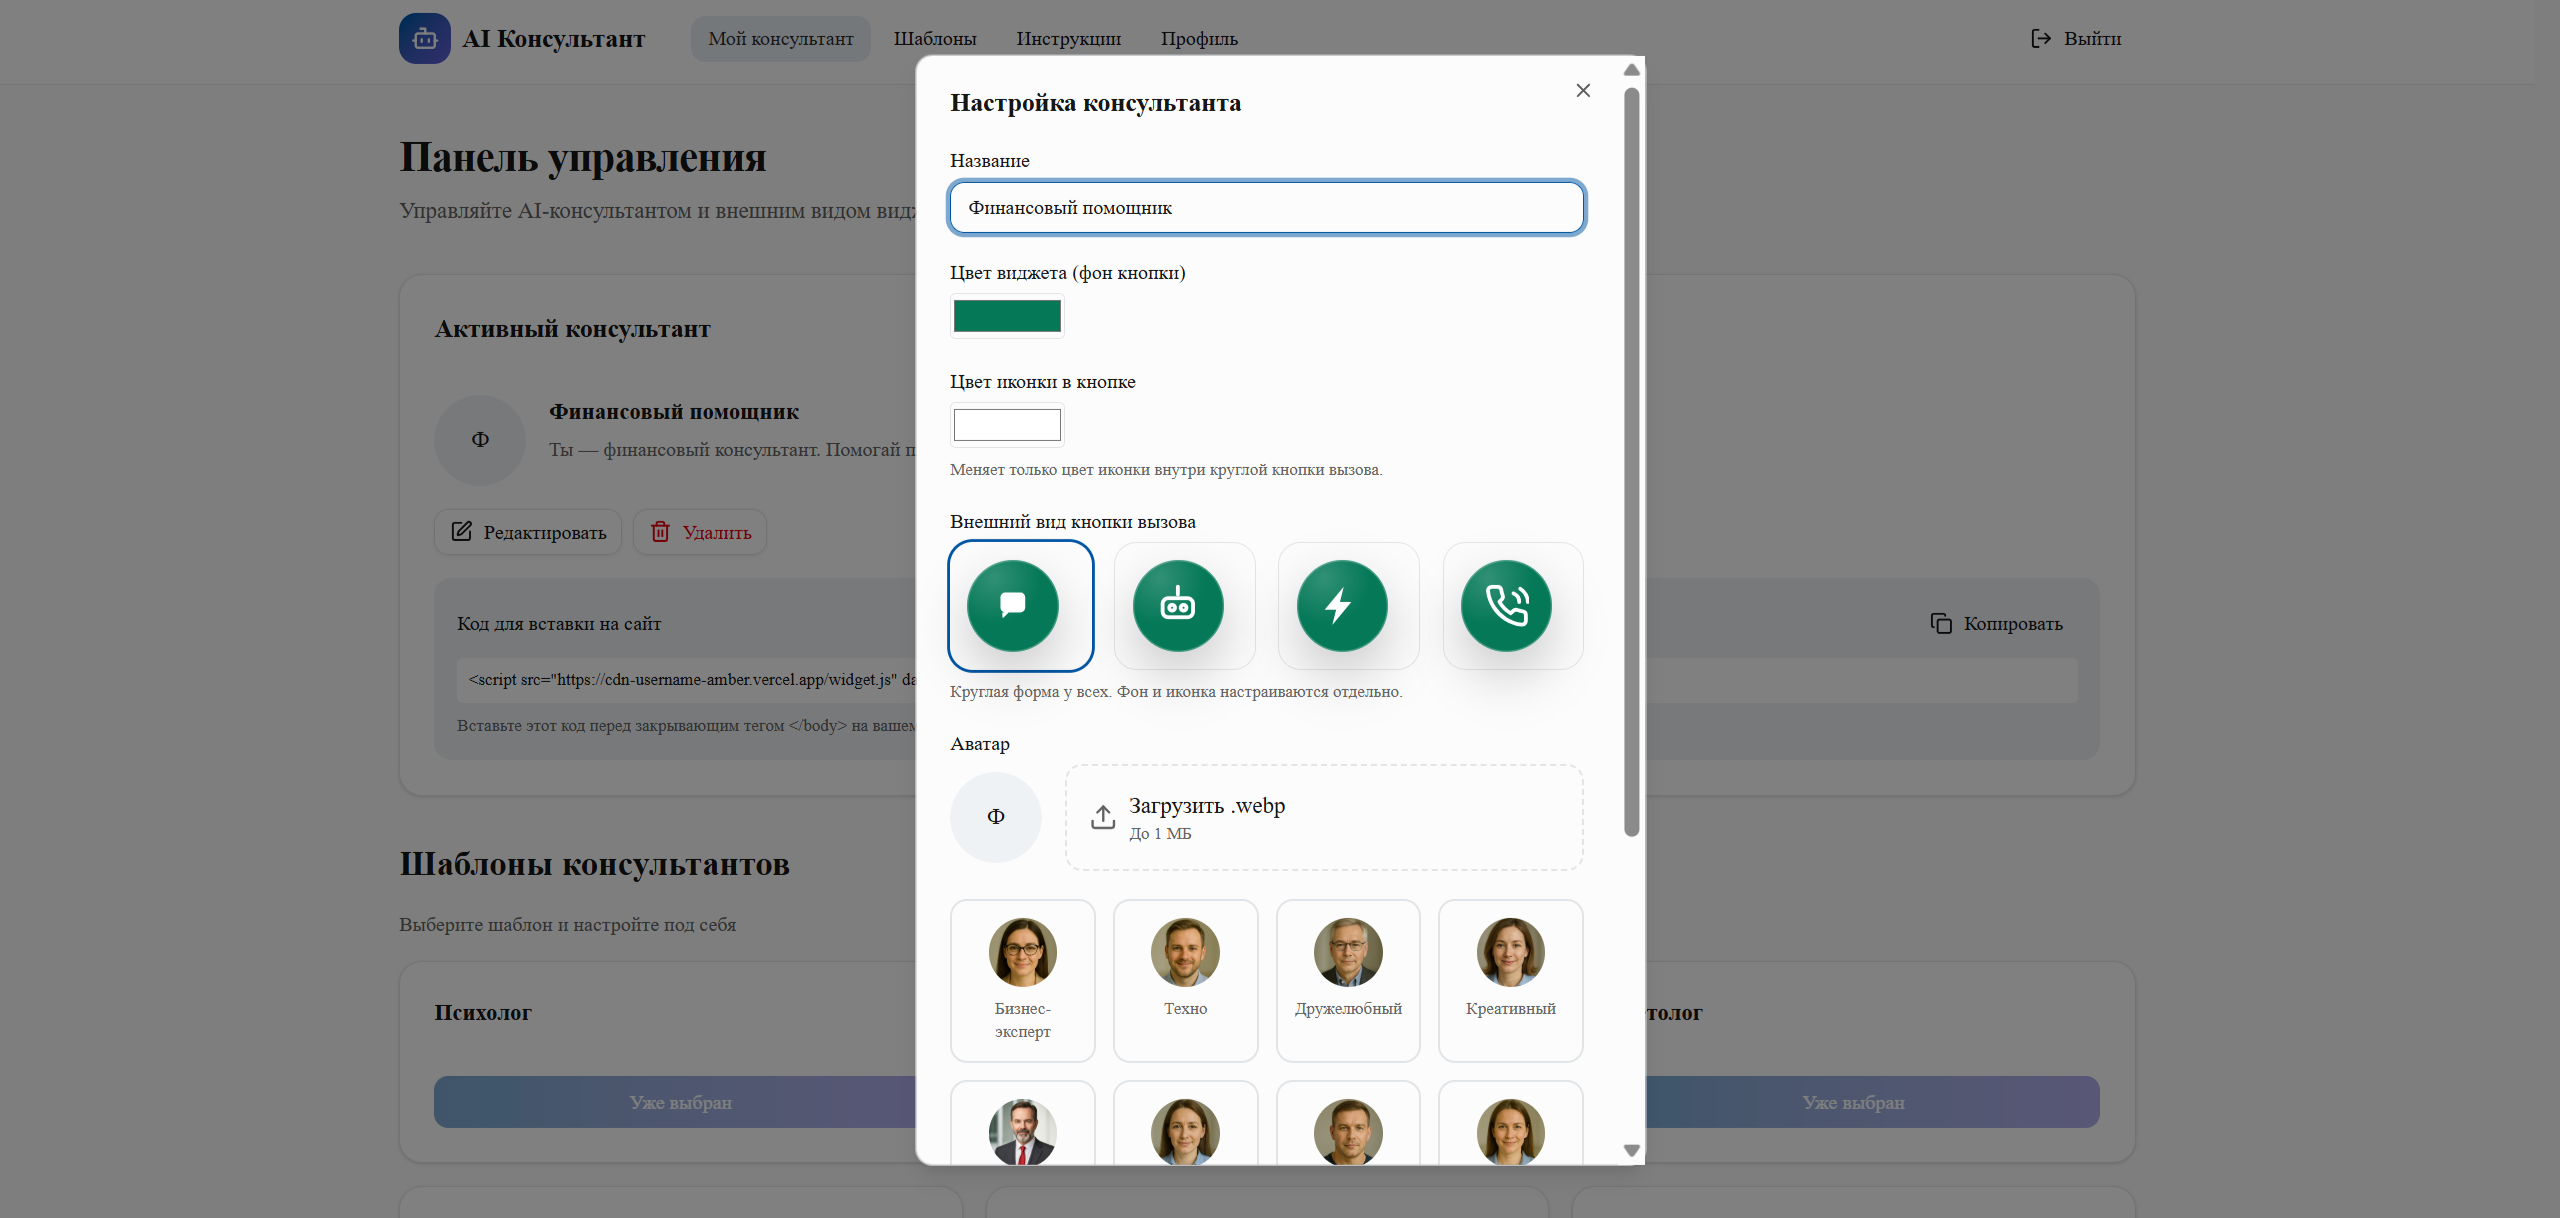 AI Консультант
Мой консультант
Шаблоны
Инструкции
Профиль
Выйти
Панель управления
Управляйте AI-консультантом и внешним видом
Активный консультант
Ф
Финансовый помощник
Ты — финансовый консультант. Помогай
Редактировать
Удалить
Код для вставки на сайт
Копировать
<script src="https://cdn-username-amber.vercel.app/widget.js"
Вставьте этот код перед закрывающим тегом </body> на
Шаблоны консультантов
Выберите шаблон и настройте под себя
Психолог
Уже выбран
Уже выбран
Настройка консультанта
Название
Финансовый помощник
Цвет виджета (фон кнопки)
Цвет иконки в кнопке
Меняет только цвет иконки внутри круглой кнопки вызова.
Внешний вид кнопки вызова
Круглая форма у всех. Фон и иконка настраиваются отдельно.
Аватар
Ф
Загрузить .webp
До 1 МБ
Бизнес-
эксперт
Техно
Дружелюбный
Креативный